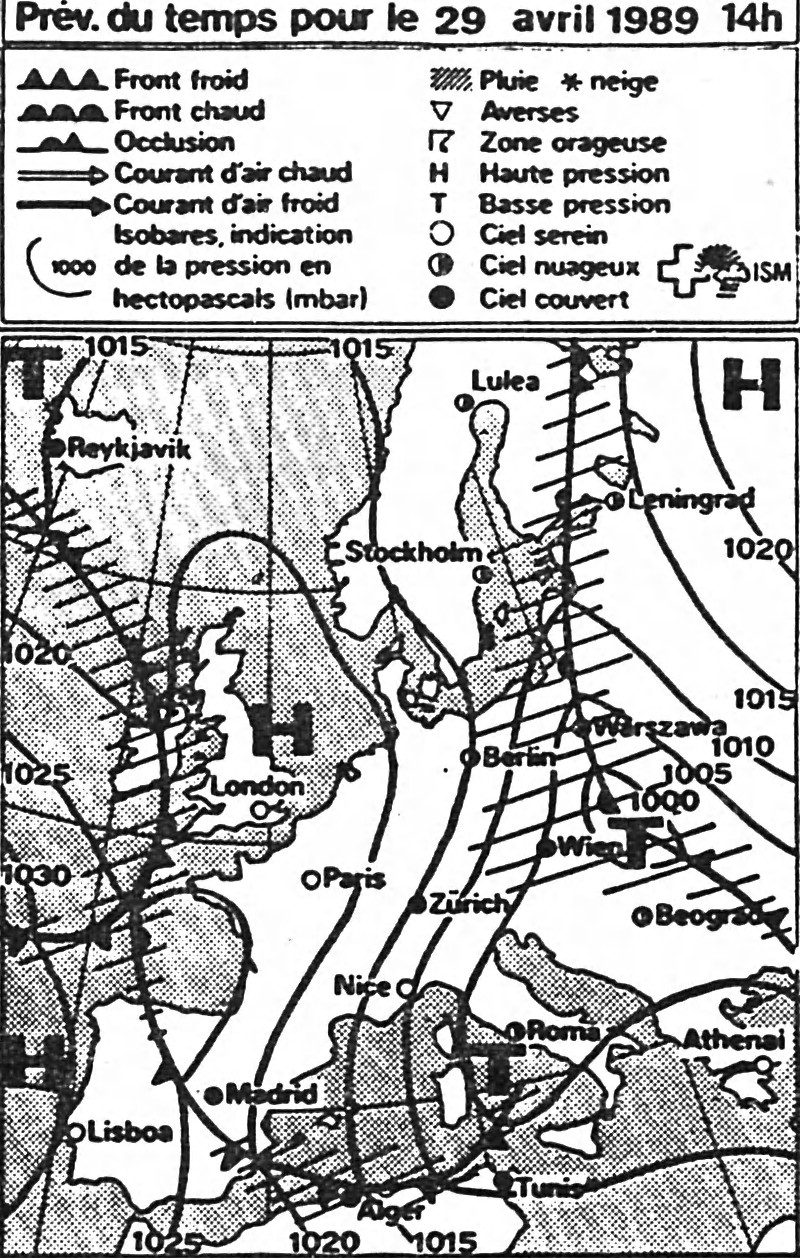 Prév. du temps pour le 29 avril 1989 14h
Front froid
Front chaud
Occlusion
Courant d'air chaud
Courant d'air froid
Isobares, indication
1000 de la pression en
hectopascals (mbar)
Pluie * neige
Averses
Zone orageuse
H Haute pression
T Basse pression
Ciel serein
Ciel nuageux
Ciel couvert
ISM
1015
1015
T
H
Lulea
Reykjavik
Leningrad
Stockholm
1020
1020
1015
H
Warszawa
1010
Berlin
1025
1005
London
1000
T
Wien
1030
Paris
Zürich
Beograd
Nice
Roma
Athenai
H
T
Madrid
Lisboa
Tunis
Alger
1025
1020
1015